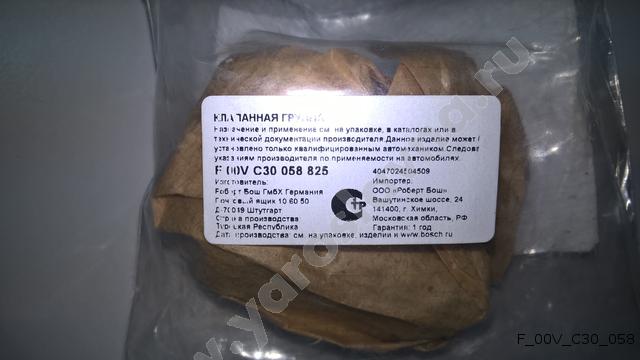 КЛАПАННАЯ ГРУППА
Назначение и применение см. на упаковке, в каталогах или в
технической документации производителя. Данное изделие может
установлено только квалифицированным автомехаником. Следовать
указаниям производителя по применяемости на автомобилях.
F 00V C30 058 825
4047024504509
Изготовитель:
Импортер:
Роберт Бош ГмбХ Германия
ООО «Роберт Бош»
Почтовый ящик 10 60 50
Вашутинское шоссе, 24
Д-70049 Штутгарт
141400, г. Химки,
Страна производства
Московская область, РФ
Турецкая Республика
Гарантия: 1 год
Дата производства: см. на упаковке, изделии и www.bosch.ru
F_00V_C30_058